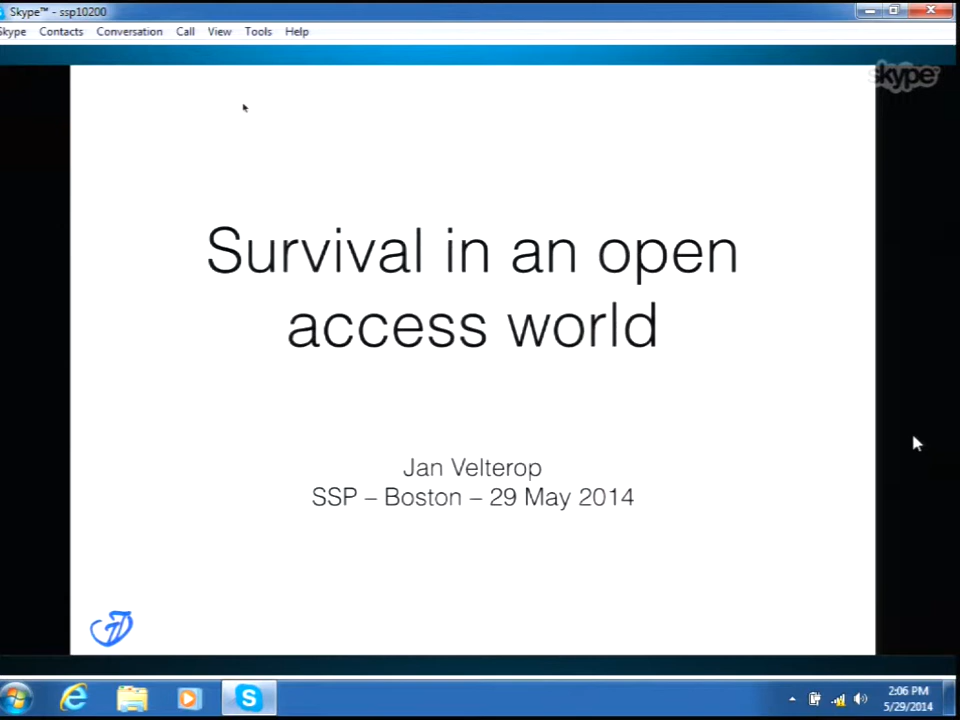 Skype™ - ssp10200
Skype Contacts Conversation Call View Tools Help
skype
Survival in an open
access world
Jan Velterop
SSP – Boston – 29 May 2014
2:06 PM
5/29/2014